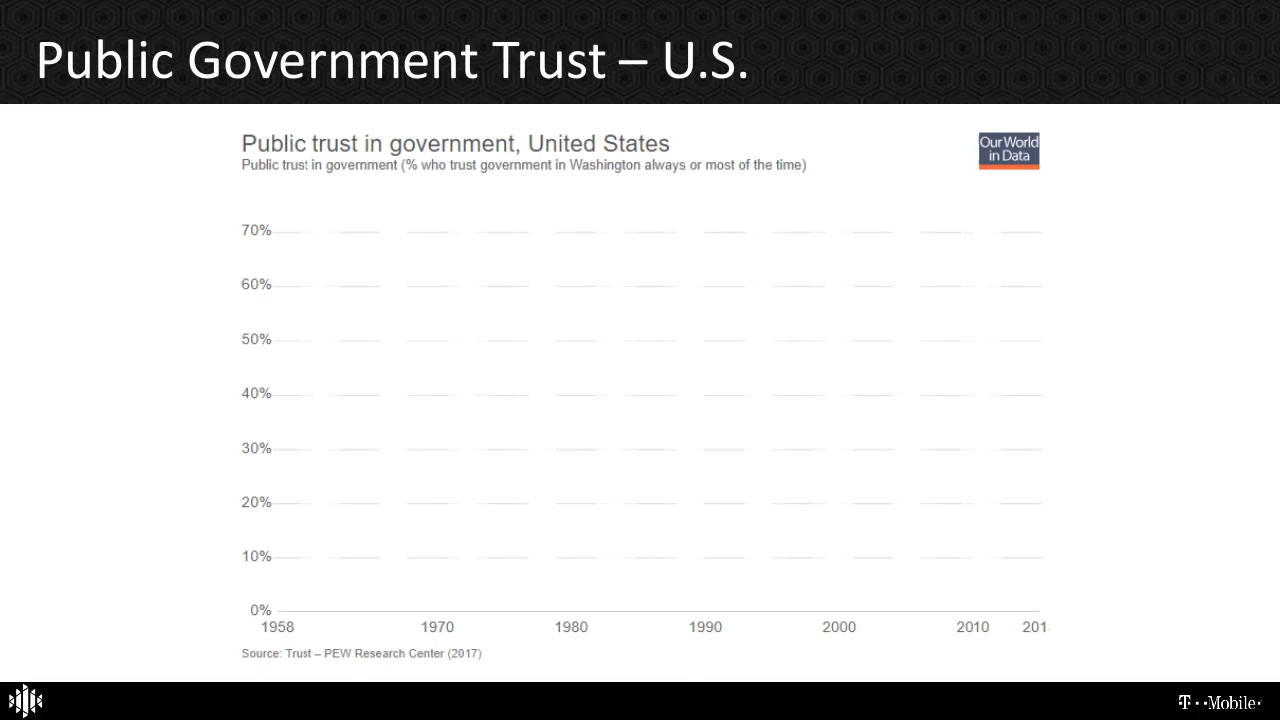 Public Government Trust – U.S.
Public trust in government, United States
Public trust in government (% who trust government in Washington always or most of the time)
Our World
in Data
70%
60%
50%
40%
30%
20%
10%
0%
1958 1970 1980 1990 2000 2010 201
Source: Trust – PEW Research Center (2017)
T··Mobile·